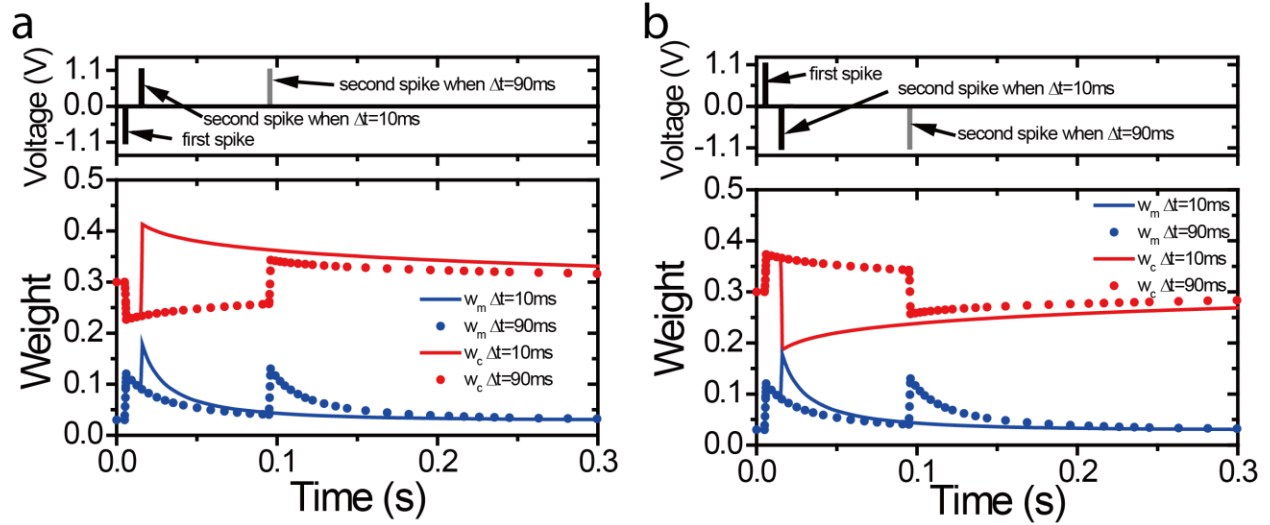 a
Voltage (V)
1.1
0.0
-1.1
second spike when Δt=90ms
second spike when Δt=10ms
first spike
Weight
0.5
0.4
0.3
0.2
0.1
0.0
w_m Δt=10ms
w_m Δt=90ms
w_c Δt=10ms
w_c Δt=90ms
0.0 0.1 0.2 0.3
Time (s)
b
Voltage (V)
1.1
0.0
-1.1
first spike
second spike when Δt=10ms
second spike when Δt=90ms
Weight
0.5
0.4
0.3
0.2
0.1
0.0
w_m Δt=10ms
w_m Δt=90ms
w_c Δt=10ms
w_c Δt=90ms
0.0 0.1 0.2 0.3
Time (s)